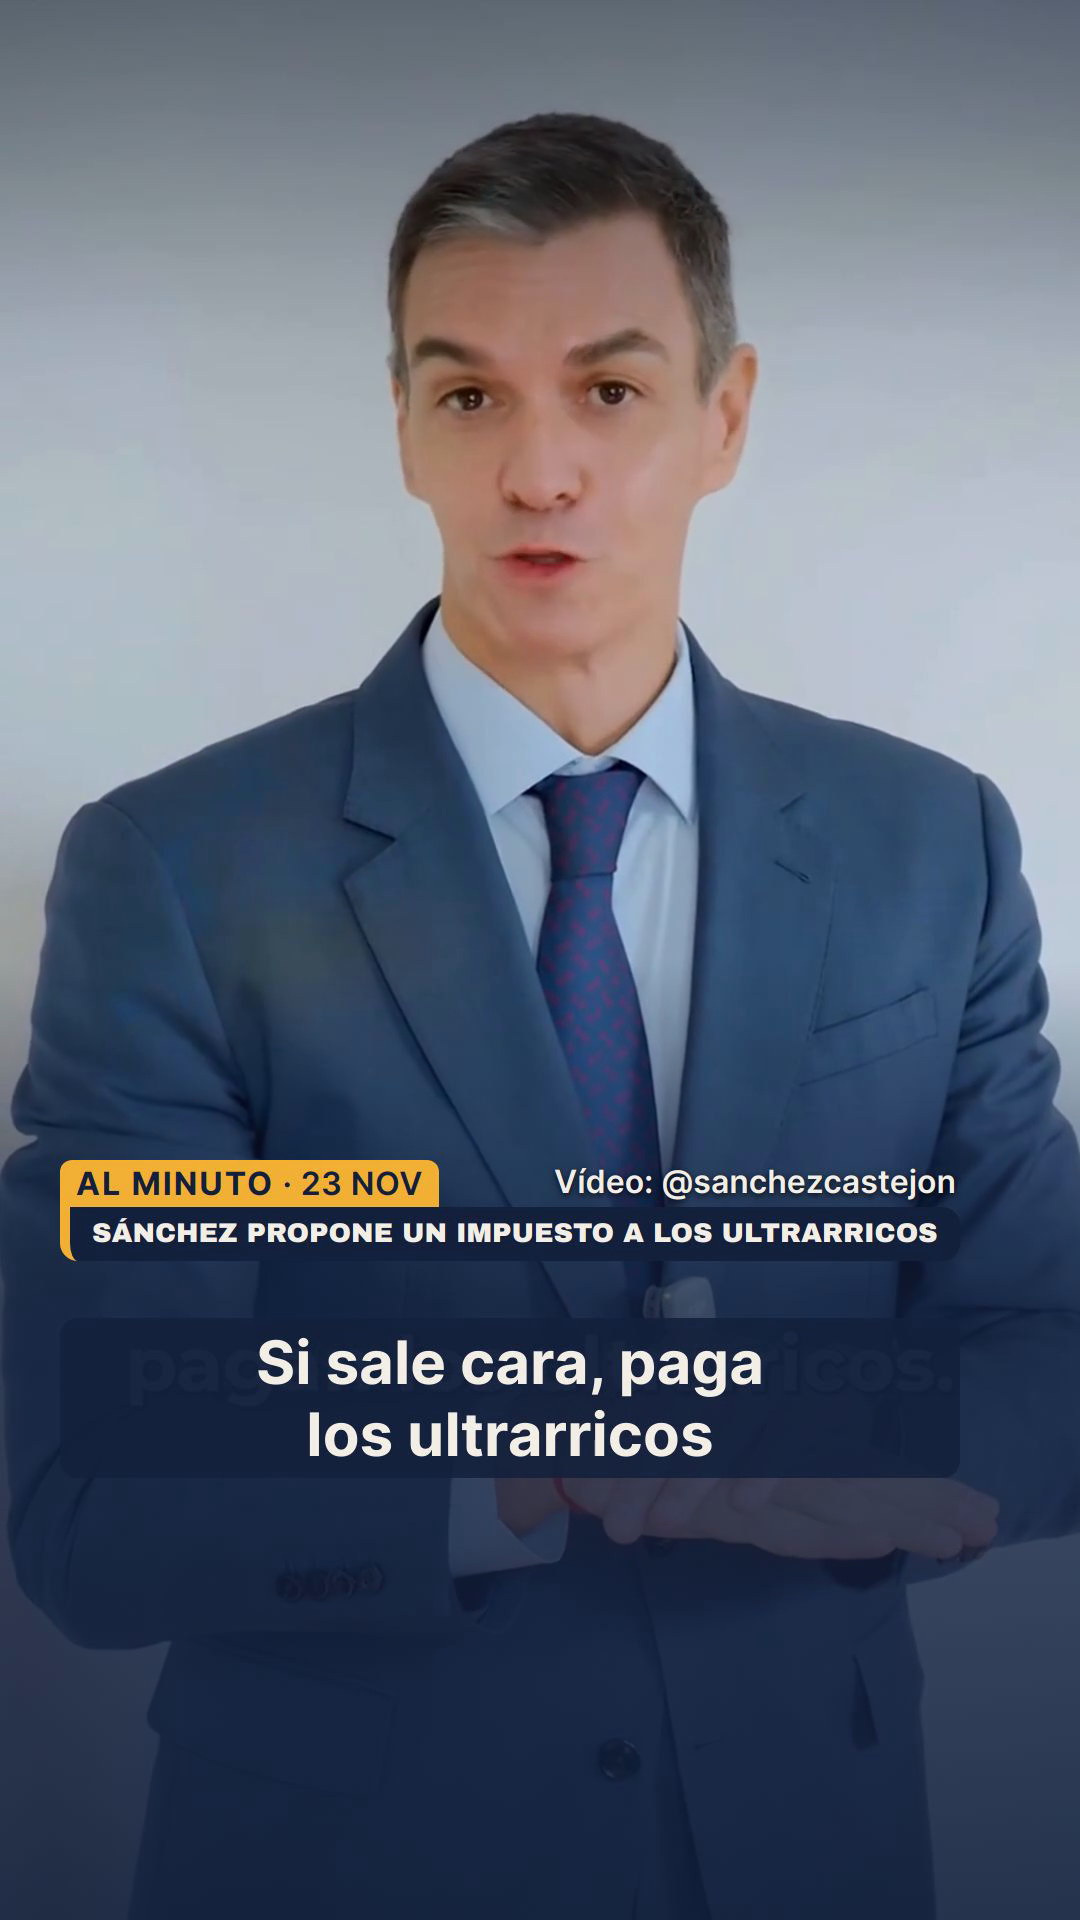 AL MINUTO · 23 NOV
Vídeo: @sanchezcastejon
SÁNCHEZ PROPONE UN IMPUESTO A LOS ULTRARRICOS
Si sale cara, paga
los ultrarricos